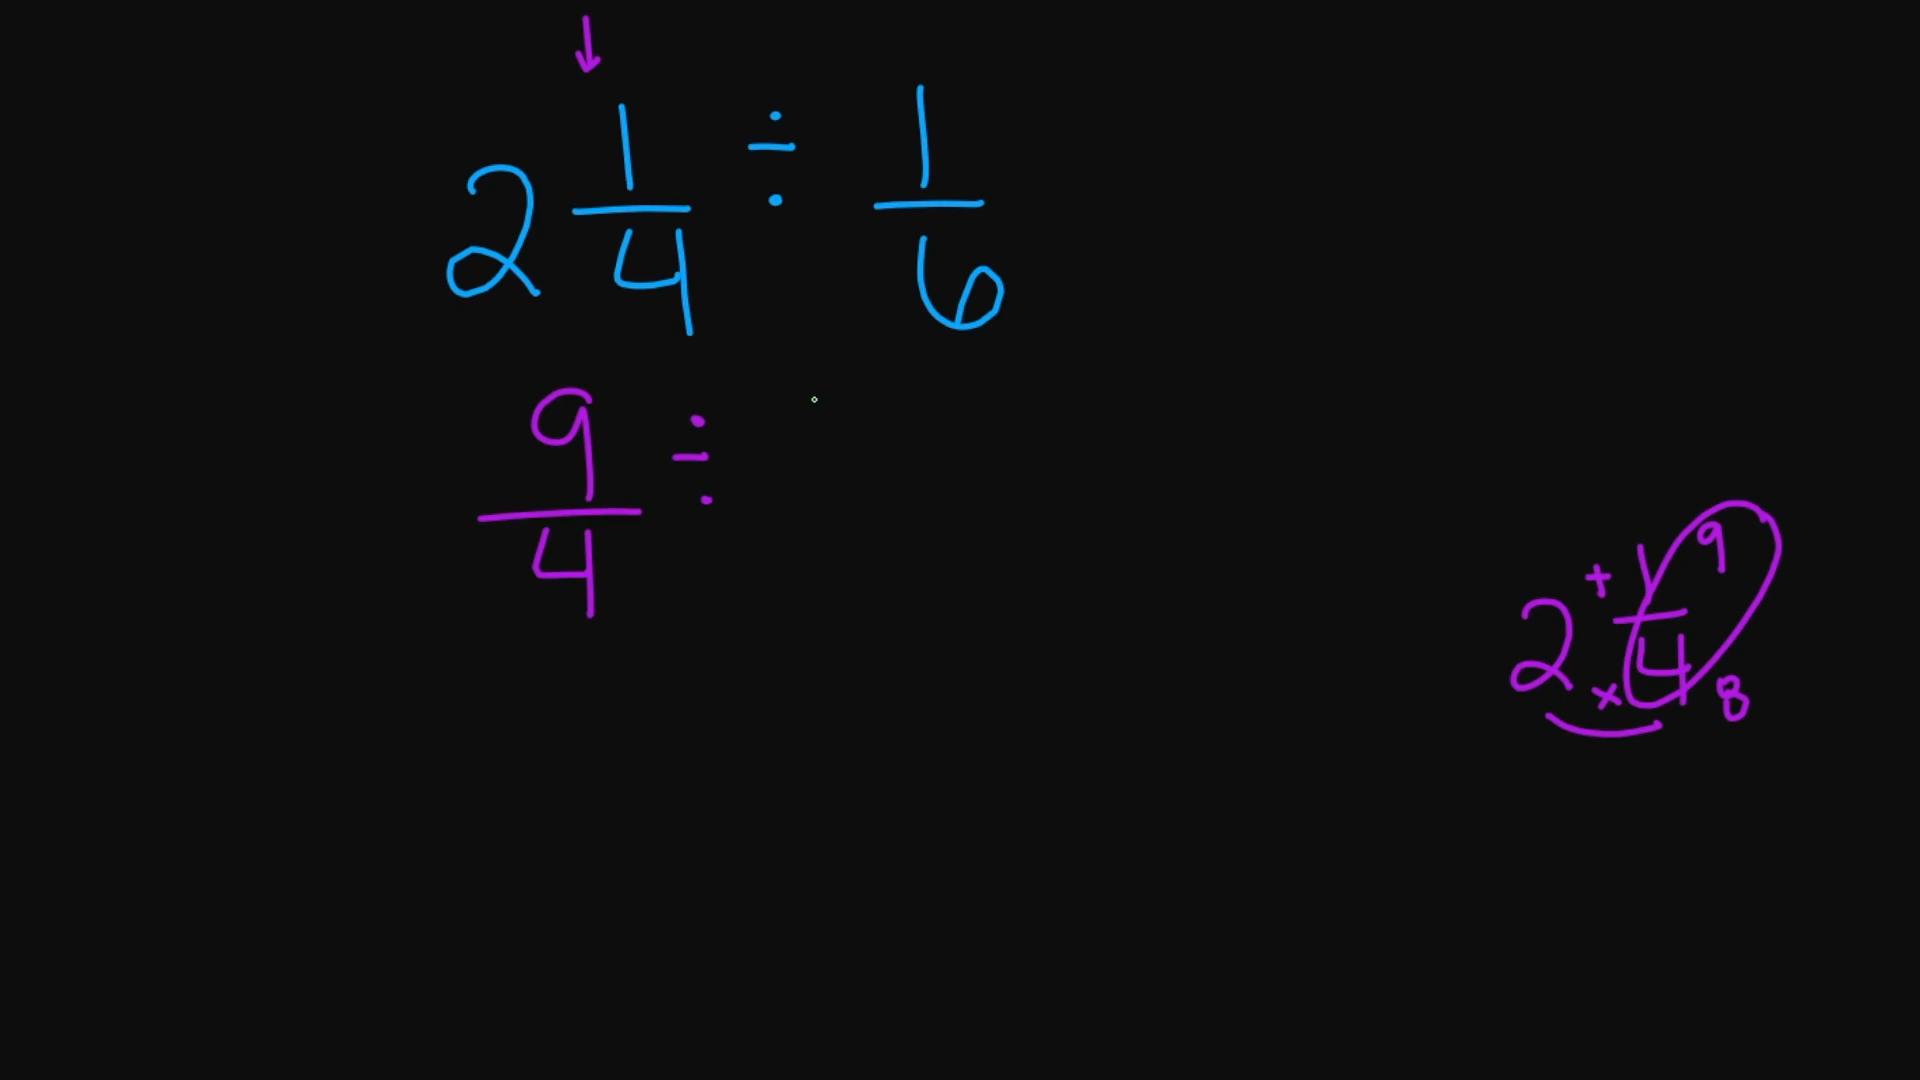 2 1/4 ÷ 1/6
9/4 ÷
2 + 1/4 9
× 8